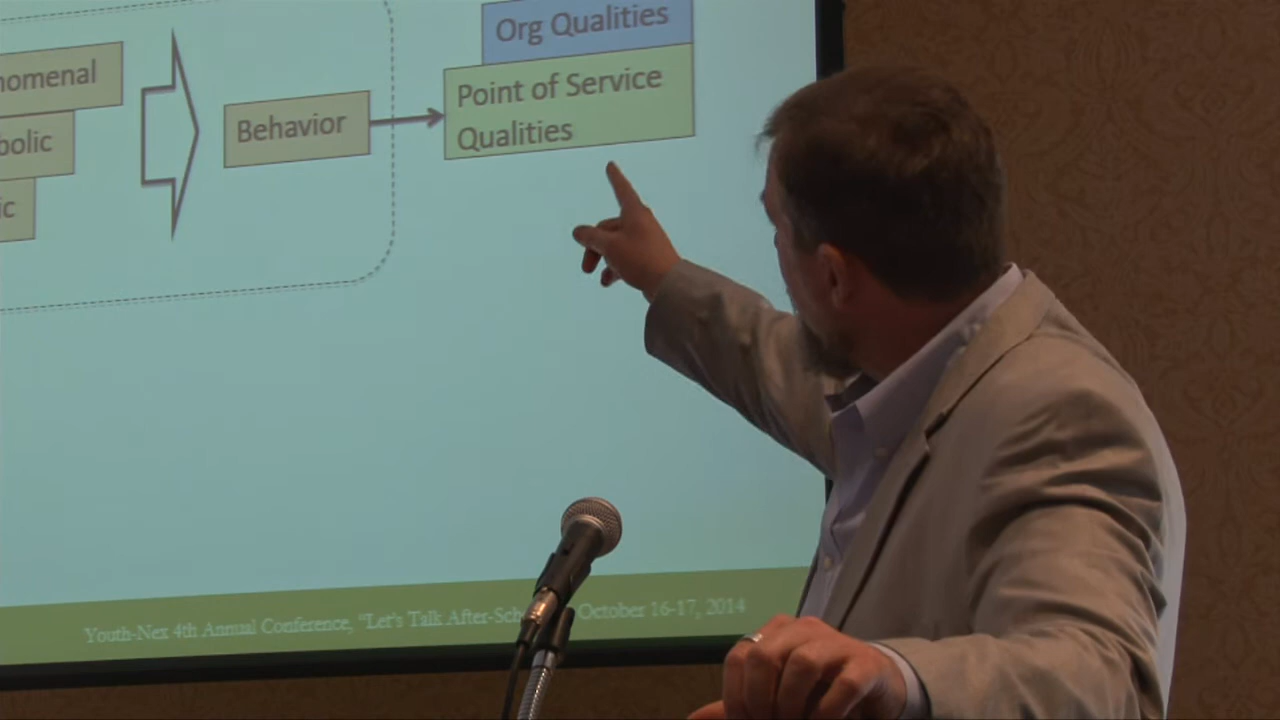 Org Qualities
nomenal
Point of Service
Qualities
Behavior
bolic
ic
Youth-Nex 4th Annual Conference, "Let's Talk After-Sch October 16-17, 2014